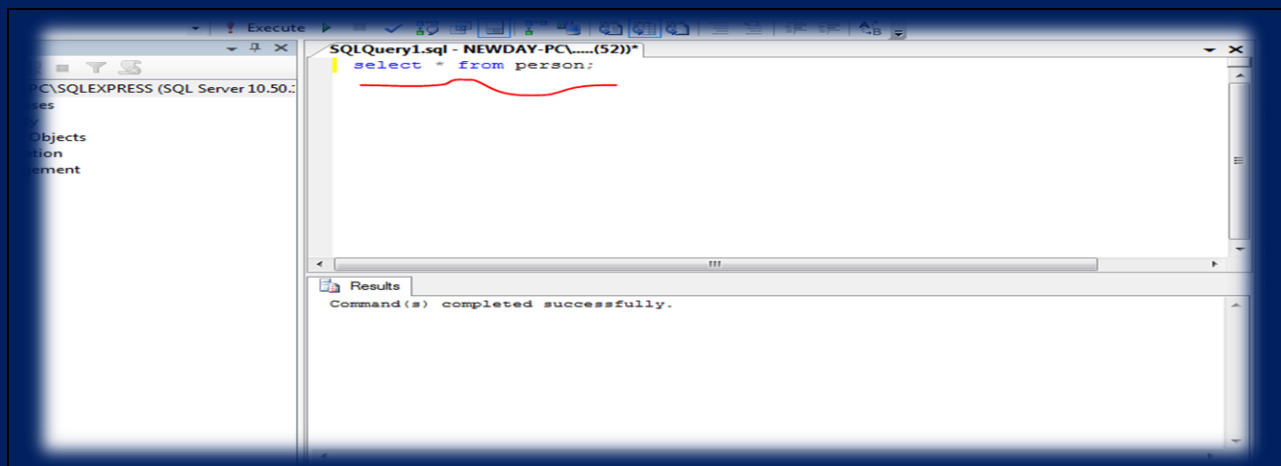 Execute
SQLQuery1.sql - NEWDAY-PC\.....(52))*
select * from person;
PC\SQLEXPRESS (SQL Server 10.50.
ses
y
Objects
tion
ement
Results
Command(s) completed successfully.